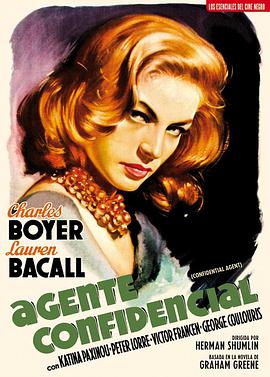 LOS ESENCIALES DEL CINE NEGRO
Charles
BOYER
Lauren
BACALL
AGENTE
(CONFIDENTIAL AGENT)
CONFIDENCIAL
CON KATINA PAXINOU · PETER LORRE · VICTOR FRANCEN · GEORGE COULOURIS
DIRIGIDA POR
HERMAN SHUMLIN
BASADA EN LA NOVELA DE
GRAHAM GREENE